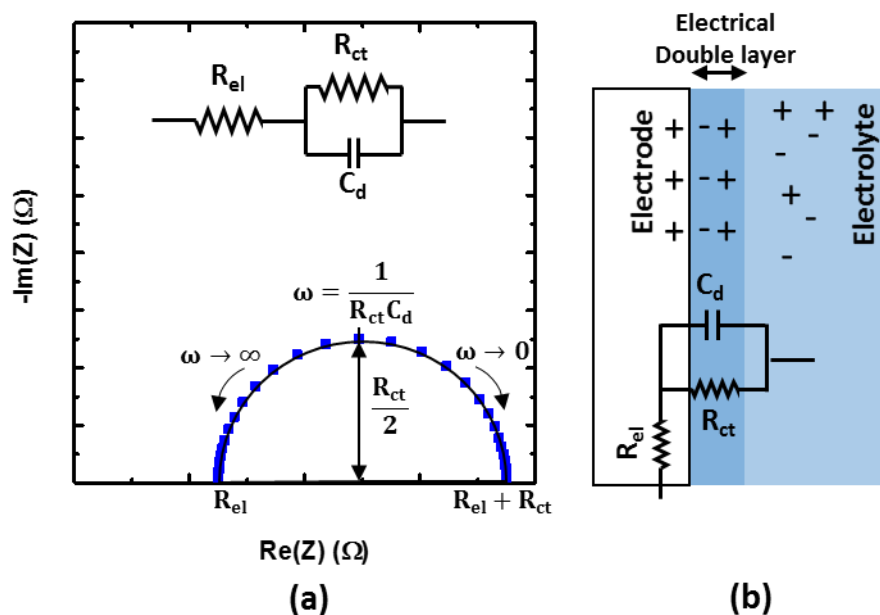 R_ct
R_el
C_d
-Im(Z) (Ω)
ω = 1/(R_ct C_d)
ω → ∞
ω → 0
R_ct/2
R_el
R_el + R_ct
Re(Z) (Ω)
(a)
Electrical
Double layer
Electrode
Electrolyte
+ - + + +
-
-
+ - +
+
-
+ - +
-
C_d
R_ct
R_el
(b)